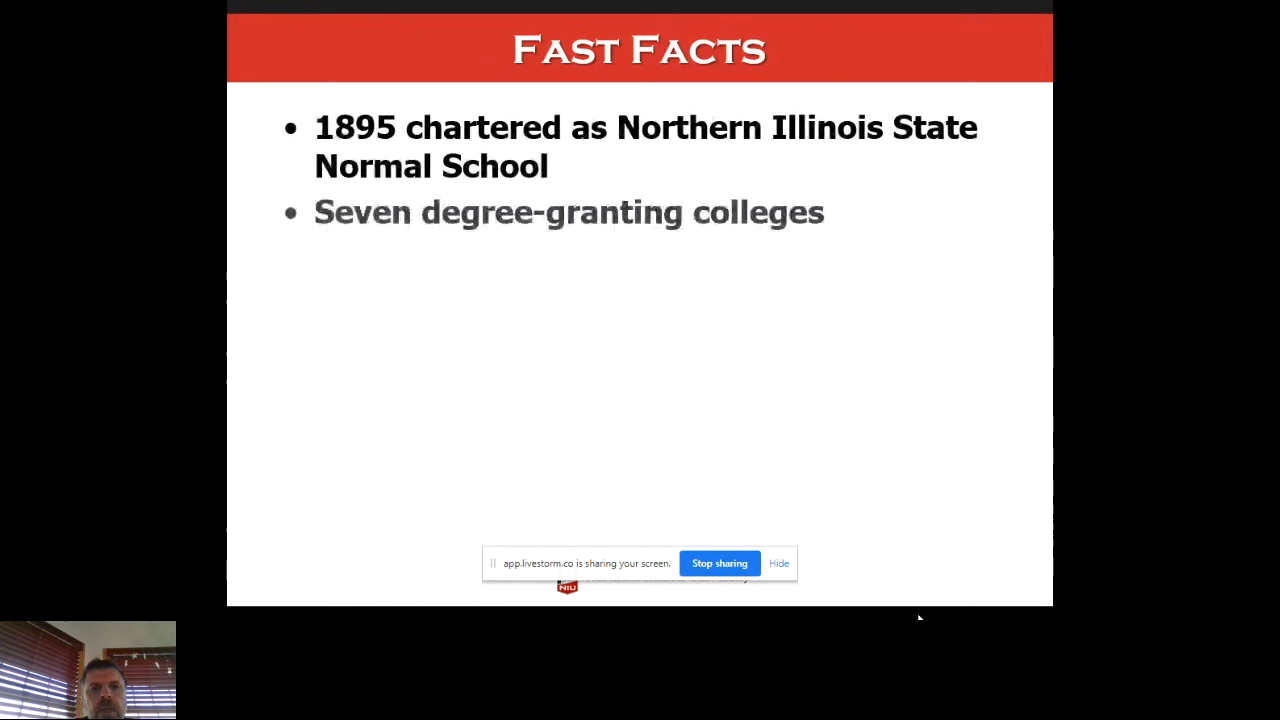 FAST FACTS
• 1895 chartered as Northern Illinois State
Normal School
• Seven degree-granting colleges
app.livestorm.co is sharing your screen. Stop sharing Hide
NIU